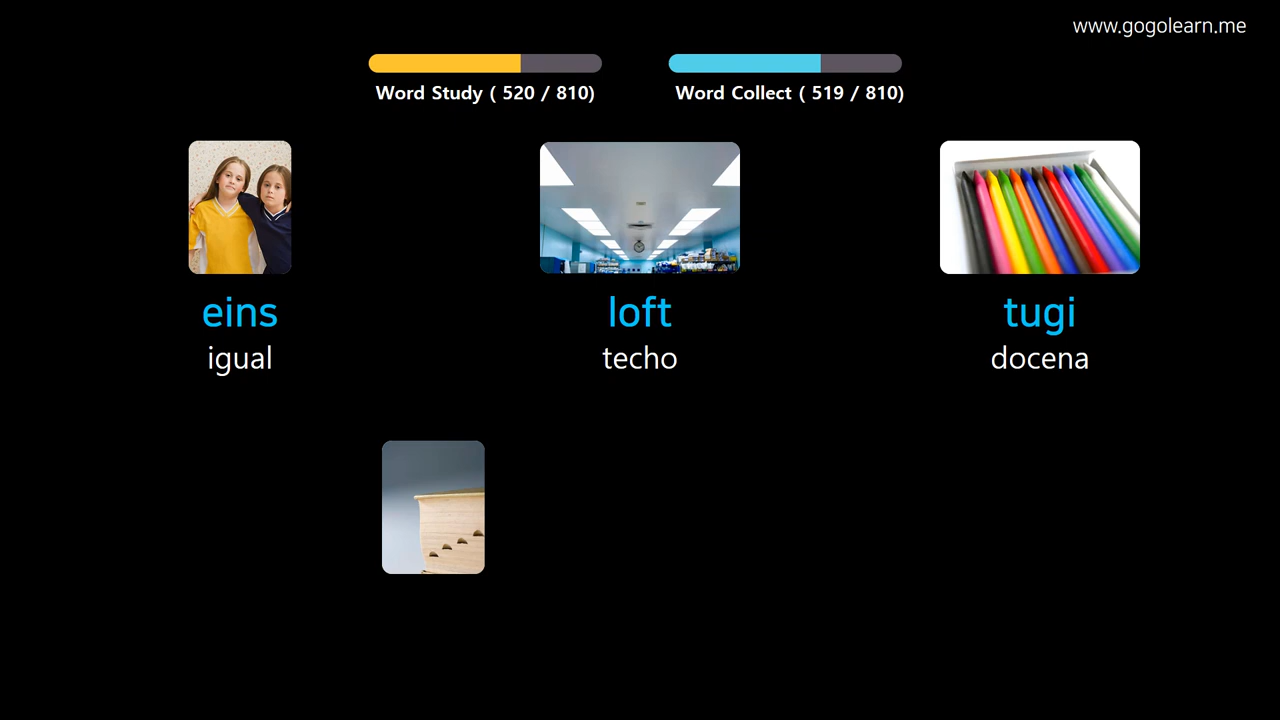 www.gogolearn.me
Word Study ( 520 / 810)
Word Collect ( 519 / 810)
eins
igual
loft
techo
tugi
docena